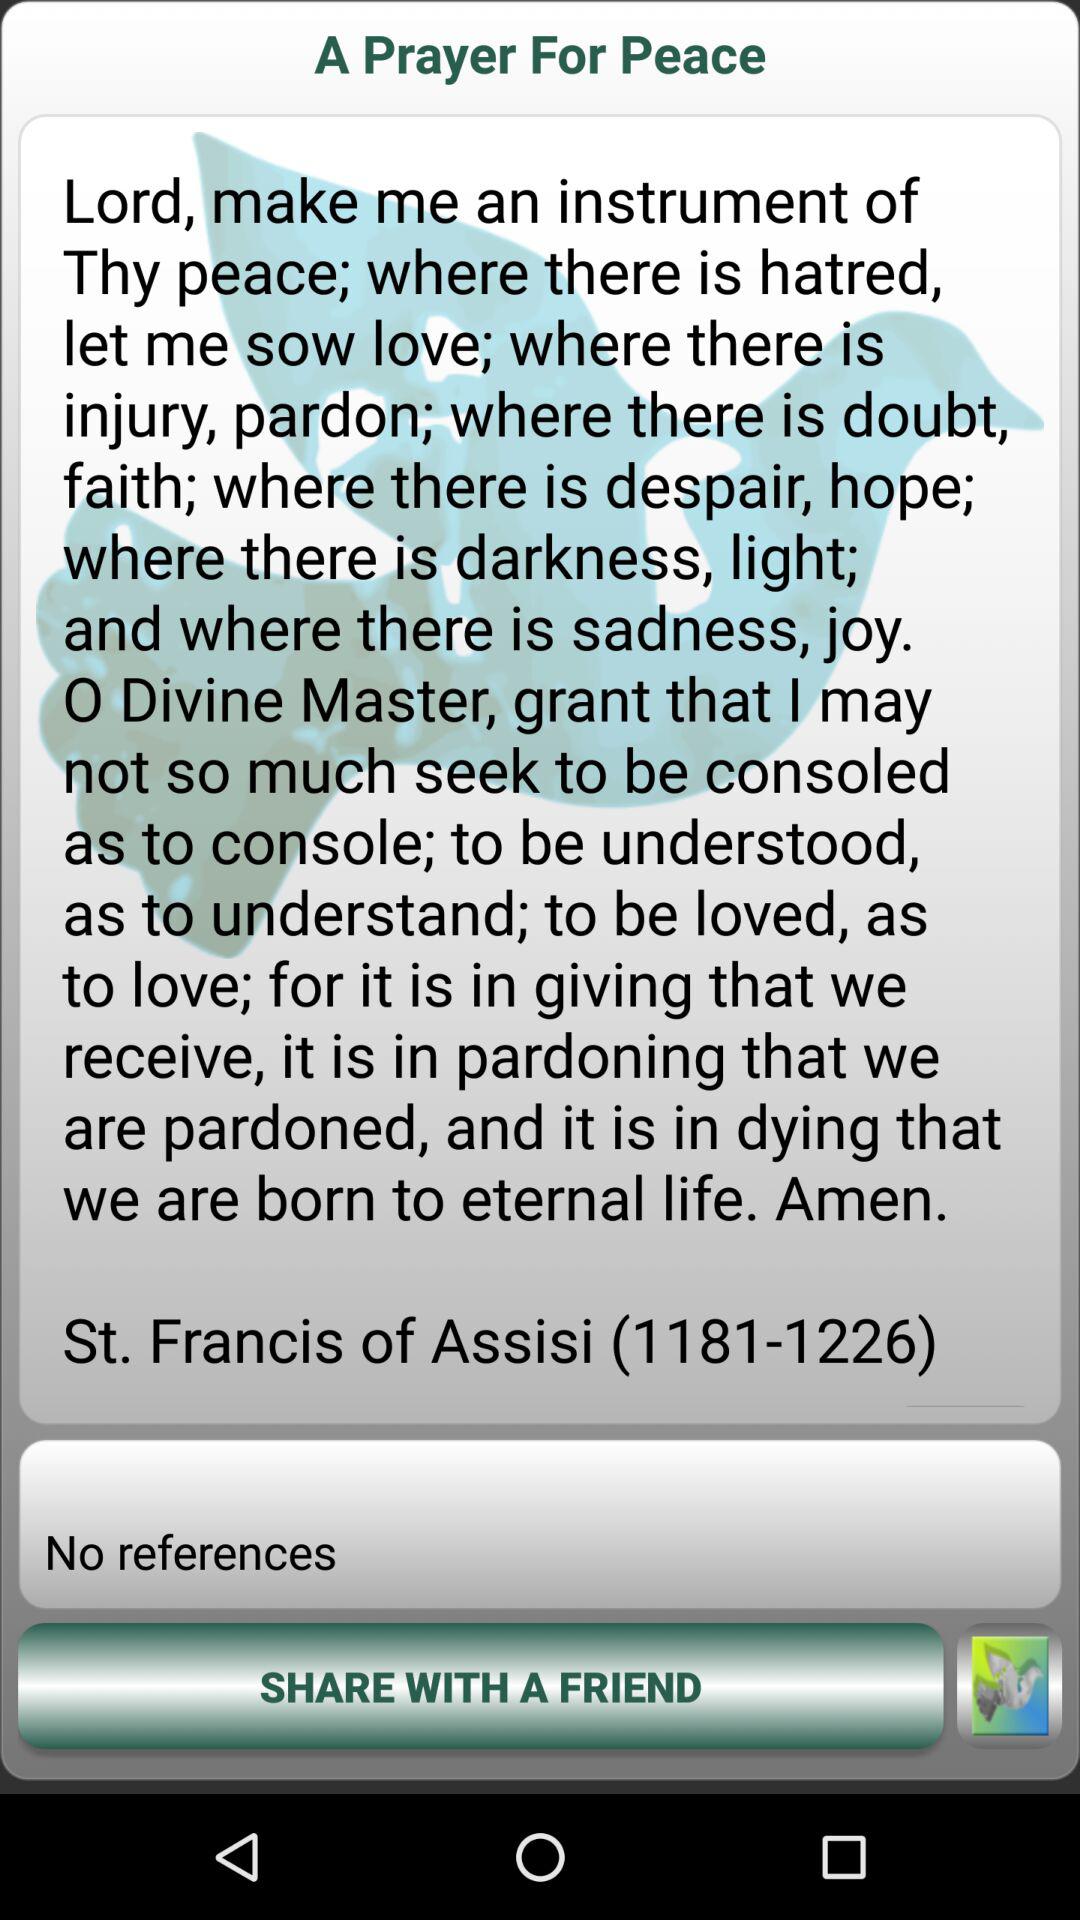 A Prayer For Peace
Lord, make me an instrument of
Thy peace; where there is hatred,
let me sow love; where there is
injury, pardon; where there is doubt,
faith; where there is despair, hope;
where there is darkness, light;
and where there is sadness, joy.
O Divine Master, grant that I may
not so much seek to be consoled
as to console; to be understood,
as to understand; to be loved, as
to love; for it is in giving that we
receive, it is in pardoning that we
are pardoned, and it is in dying that
we are born to eternal life. Amen.
St. Francis of Assisi (1181-1226)
No references
SHARE WITH A FRIEND